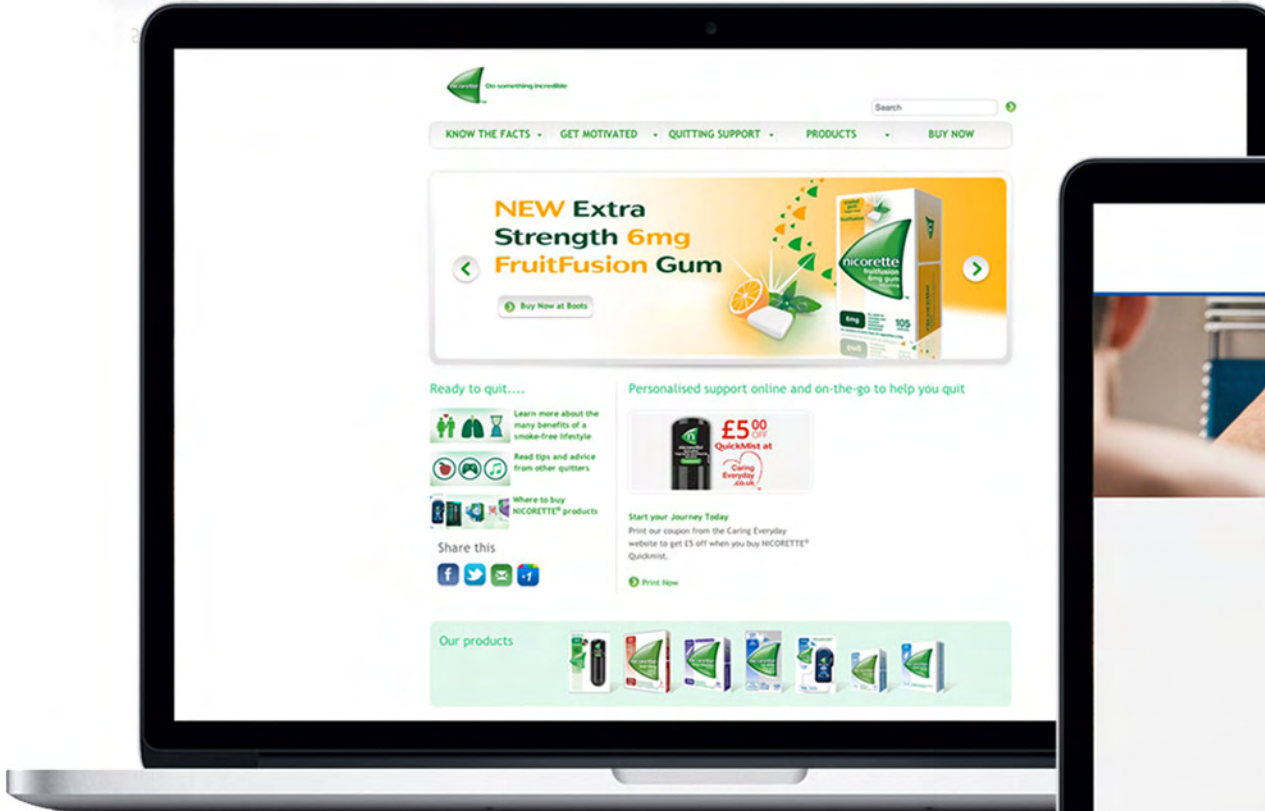 nicorette
Do something incredible
Search
KNOW THE FACTS
GET MOTIVATED
QUITTING SUPPORT
PRODUCTS
BUY NOW
NEW Extra
Strength 6mg
FruitFusion Gum
Buy Now at Boots
nicorette
fruitfusion
6mg gum
6mg
105
Ready to quit....
Learn more about the
many benefits of a
smoke-free lifestyle
Read tips and advice
from other quitters
Where to buy
NICORETTE® products
Share this
Personalised support online and on-the-go to help you quit
£5.00
OFF
QuickMist at
Caring
Everyday
.co.uk
Start your Journey Today
Print our coupon from the Caring Everyday
website to get £5 off when you buy NICORETTE®
Quickmist.
Print Now
Our products